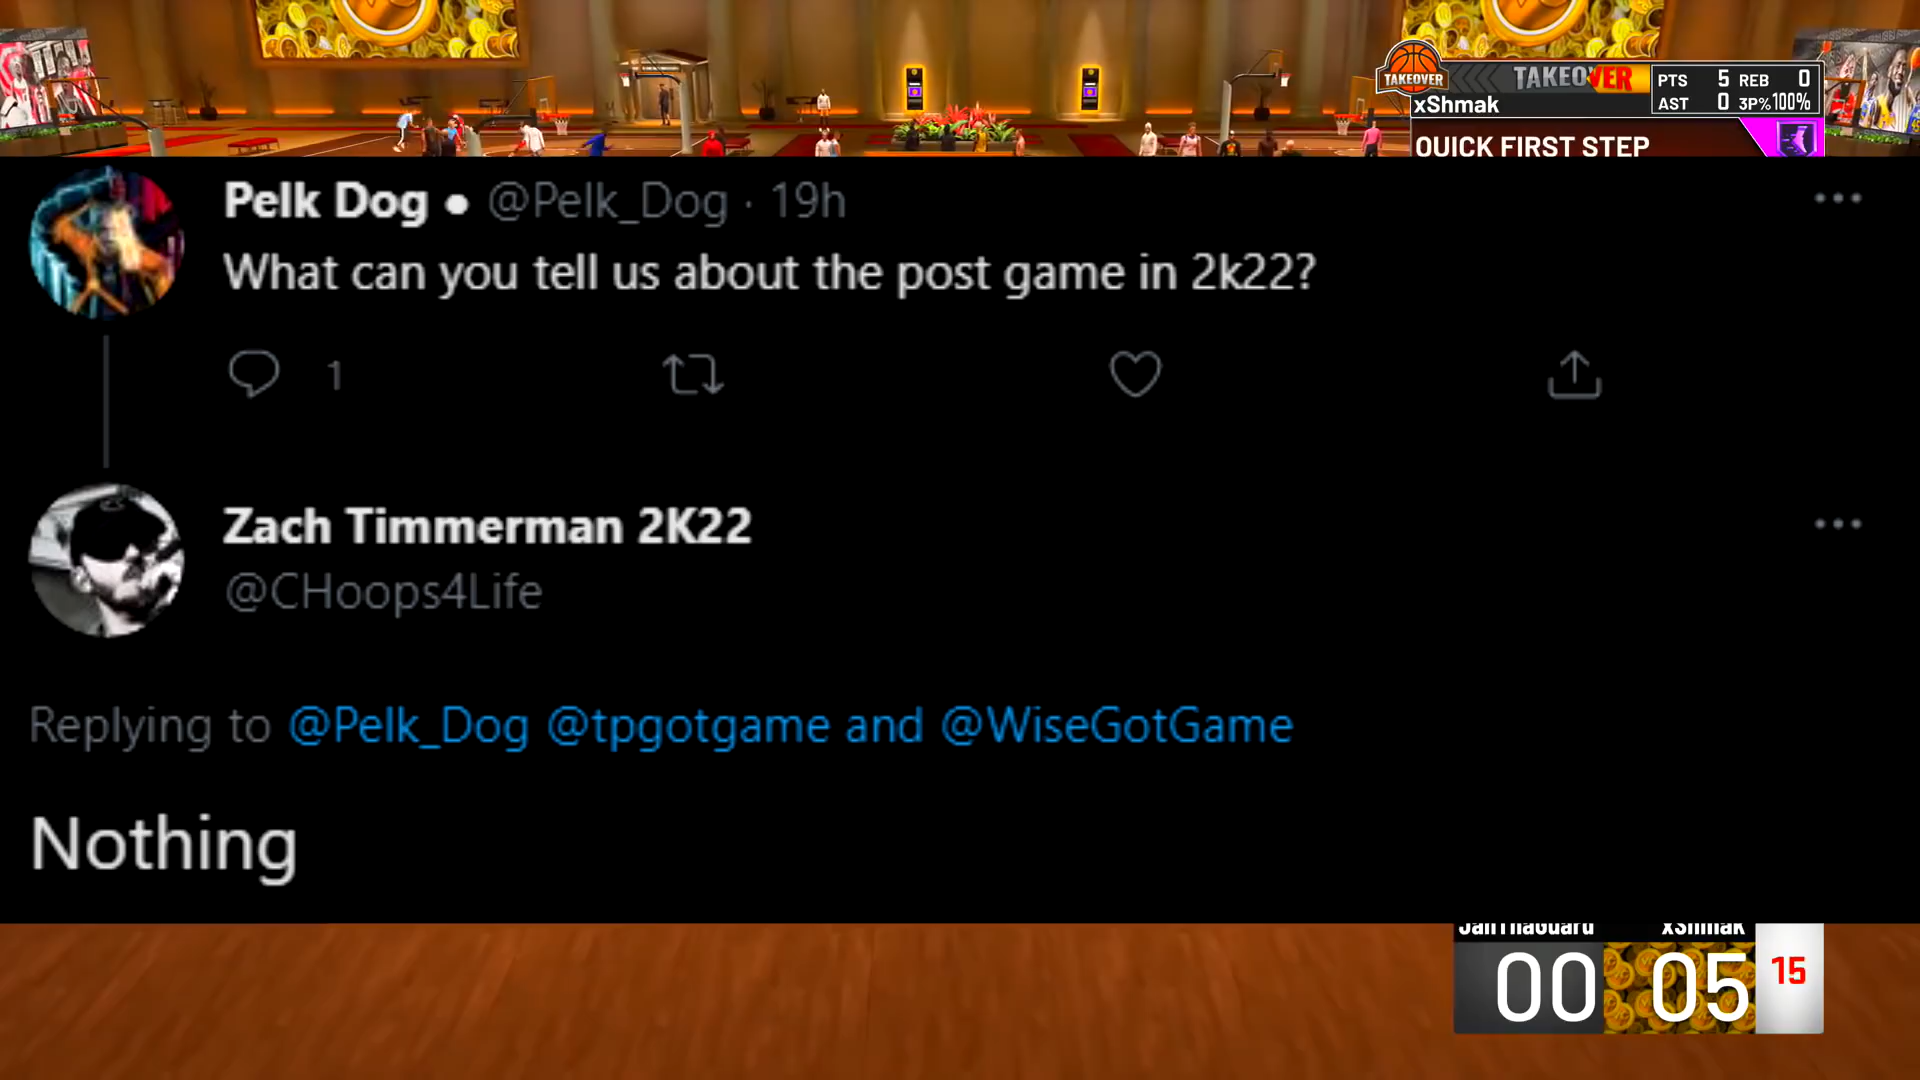 TAKEOVER
TAKEOVER
PTS 5 REB 0
xShmak
AST 0 3P% 100%
QUICK FIRST STEP
Pelk Dog • @Pelk_Dog · 19h
What can you tell us about the post game in 2k22?
1
Zach Timmerman 2K22
@CHoops4Life
Replying to @Pelk_Dog @tpgotgame and @WiseGotGame
Nothing
JahThaGuard xShmak
00 05 15